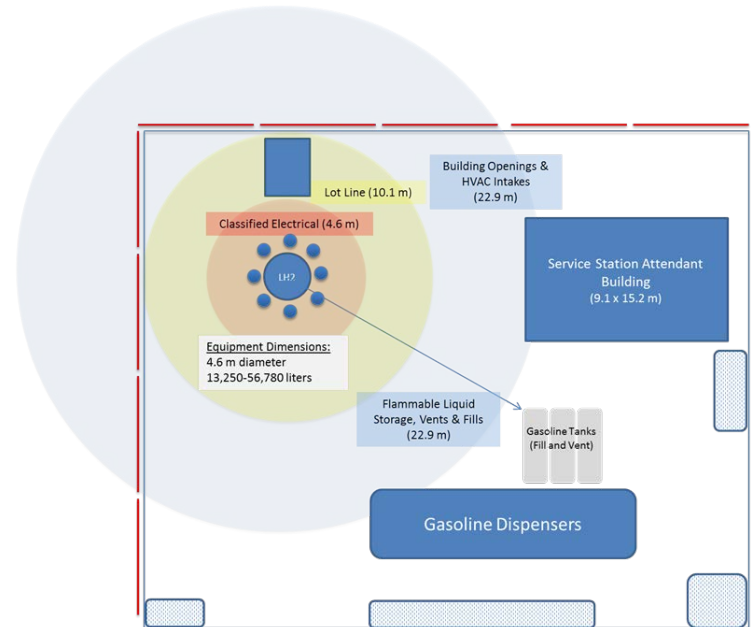 Building Openings &
HVAC Intakes
(22.9 m)
Lot Line (10.1 m)
Classified Electrical (4.6 m)
LH2
Service Station Attendant
Building
(9.1 x 15.2 m)
Equipment Dimensions:
4.6 m diameter
13,250-56,780 liters
Flammable Liquid
Storage, Vents & Fills
(22.9 m)
Gasoline Tanks
(Fill and Vent)
Gasoline Dispensers